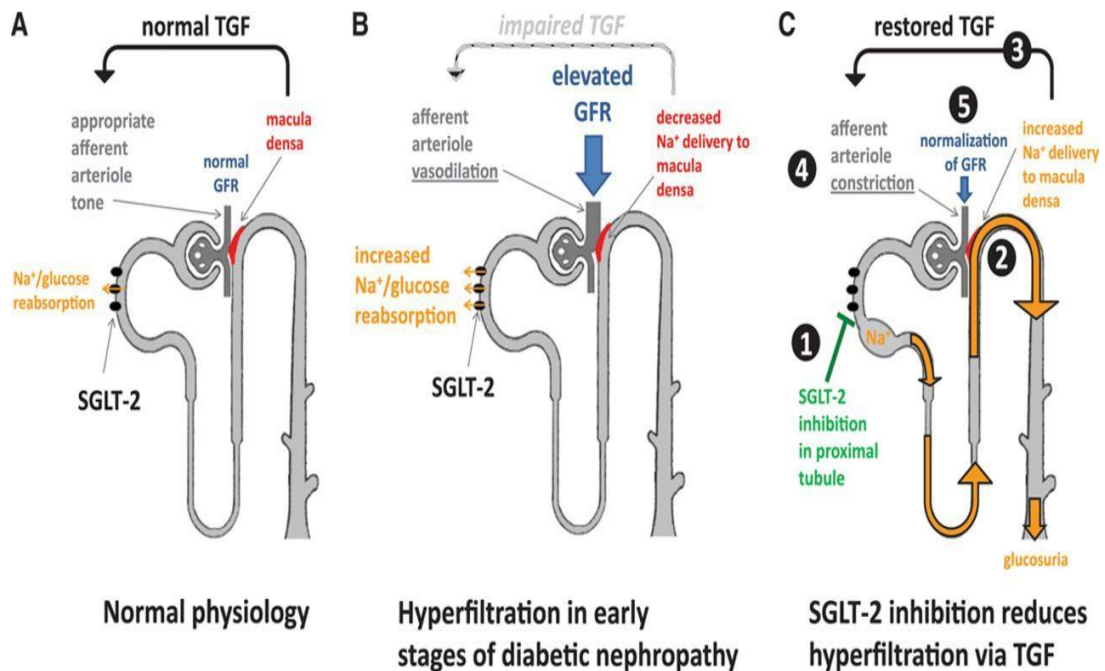 A
normal TGF
appropriate
afferent
arteriole
tone
normal
GFR
macula
densa
Na⁺/glucose
reabsorption
SGLT-2
Normal physiology
B
impaired TGF
elevated
GFR
afferent
arteriole
vasodilation
decreased
Na⁺ delivery to
macula
densa
increased
Na⁺/glucose
reabsorption
SGLT-2
Hyperfiltration in early
stages of diabetic nephropathy
C
restored TGF
3
5
afferent
arteriole
constriction
4
normalization
of GFR
increased
Na⁺ delivery
to macula
densa
2
1
Na⁺
SGLT-2
inhibition
in proximal
tubule
glucosuria
SGLT-2 inhibition reduces
hyperfiltration via TGF